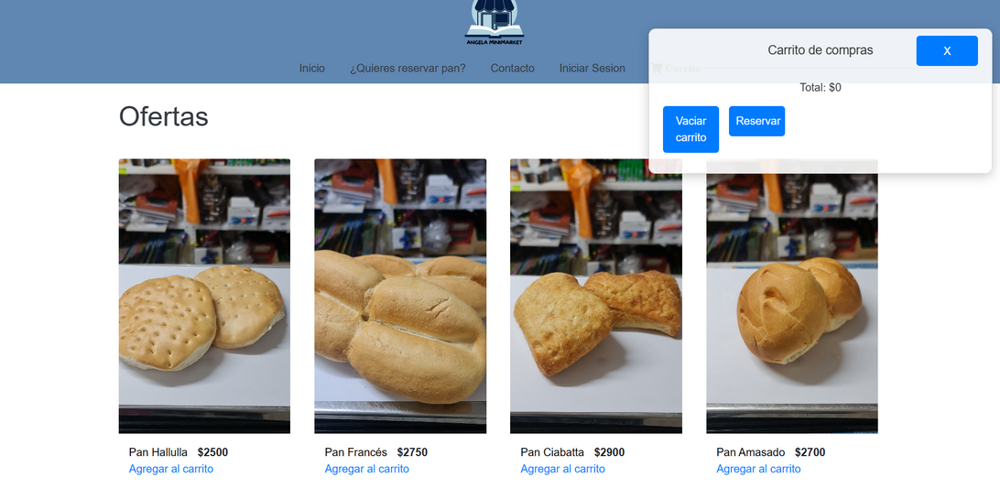 ANGELA MINIMARKET
Inicio
¿Quieres reservar pan?
Contacto
Iniciar Sesion
Carrito
Carrito de compras
X
Total: $0
Vaciar
carrito
Reservar
Ofertas
Pan Hallulla $2500
Agregar al carrito
Pan Francés $2750
Agregar al carrito
Pan Ciabatta $2900
Agregar al carrito
Pan Amasado $2700
Agregar al carrito